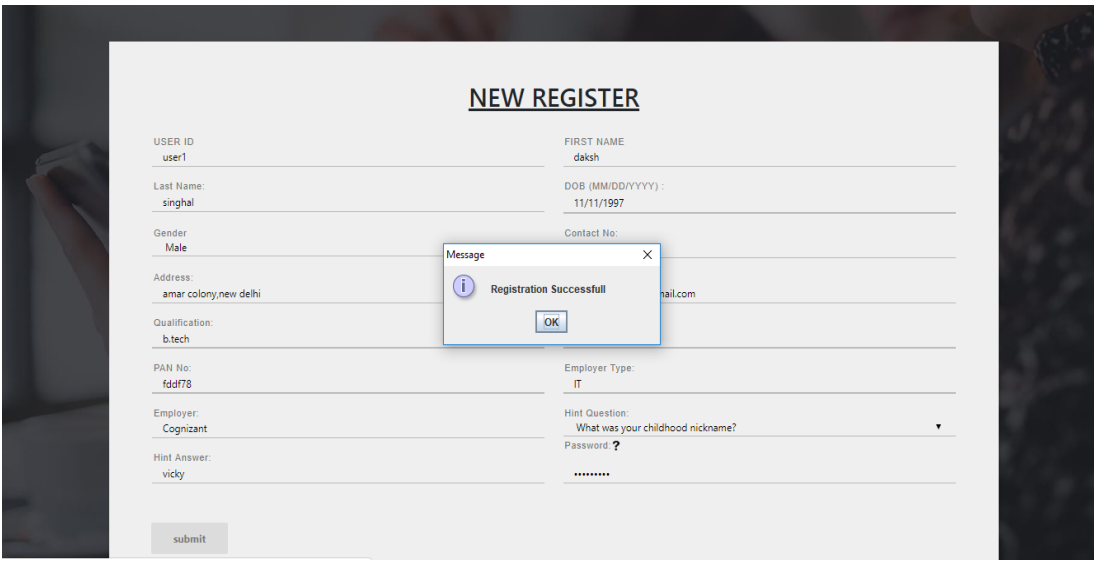 NEW REGISTER
USER ID
user1
FIRST NAME
daksh
Last Name:
singhal
DOB (MM/DD/YYYY) :
11/11/1997
Gender
Male
Contact No:
Address:
amar colony,new delhi
Message
Registration Successfull
OK
Qualification:
b.tech
PAN No:
fddf78
Employer Type:
IT
Employer:
Cognizant
Hint Question:
What was your childhood nickname?
Hint Answer:
vicky
Password:?
•••••••••
submit